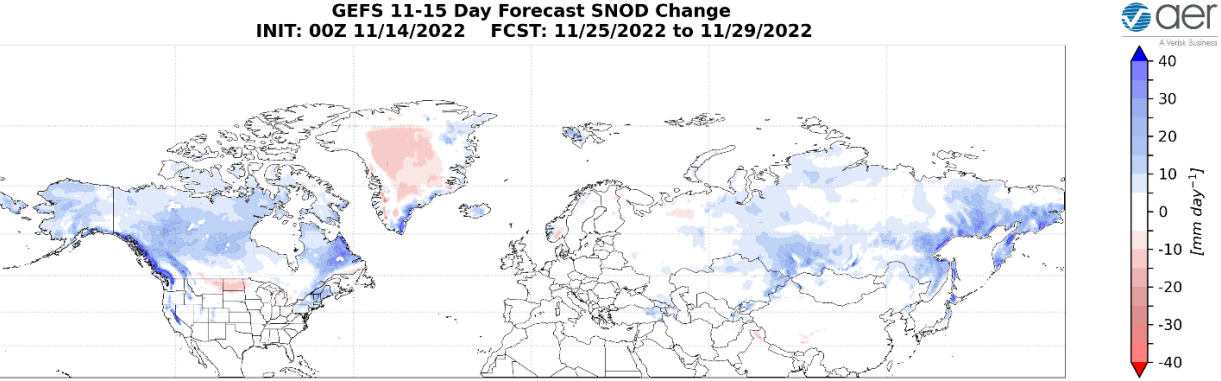 GEFS 11-15 Day Forecast SNOD Change
INIT: 00Z 11/14/2022 FCST: 11/25/2022 to 11/29/2022
aer
A Verisk Business
40
30
20
10
0
-10
-20
-30
-40
[mm day⁻¹]